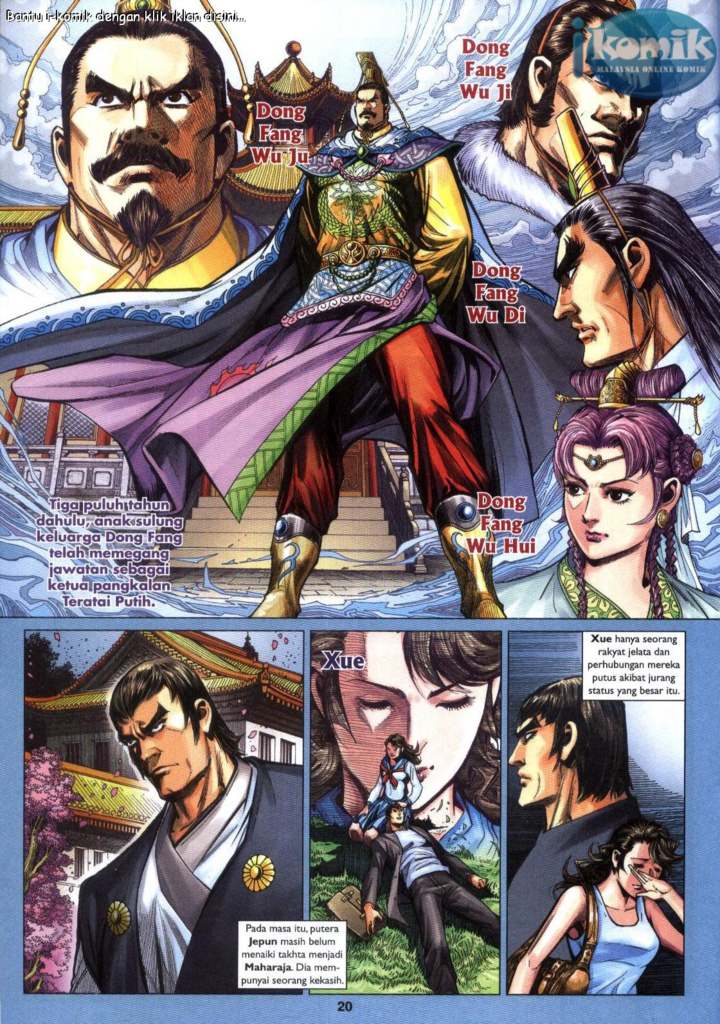 Bantu i-komik dengan klik iklan disini...
ikomik
MALAYSIA ONLINE KOMIK
Dong
Fang
Wu Ji
Dong
Fang
Wu Ju
Dong
Fang
Wu Di
Dong
Fang
Wu Hui
Tiga puluh tahun
dahulu, anak sulung
keluarga Dong Fang
telah memegang
jawatan sebagai
ketua pangkalan
Teratai Putih.
Pada masa itu, putera
Jepun masih belum
menaiki takhta menjadi
Maharaja. Dia mem-
punyai seorang kekasih.
Xue
Xue hanya seorang
rakyat jelata dan
perhubungan mereka
putus akibat jurang
status yang besar itu.
20